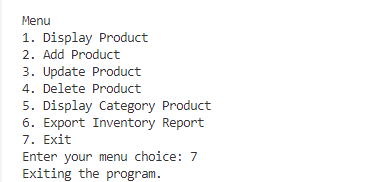 Menu
1. Display Product
2. Add Product
3. Update Product
4. Delete Product
5. Display Category Product
6. Export Inventory Report
7. Exit
Enter your menu choice: 7
Exiting the program.